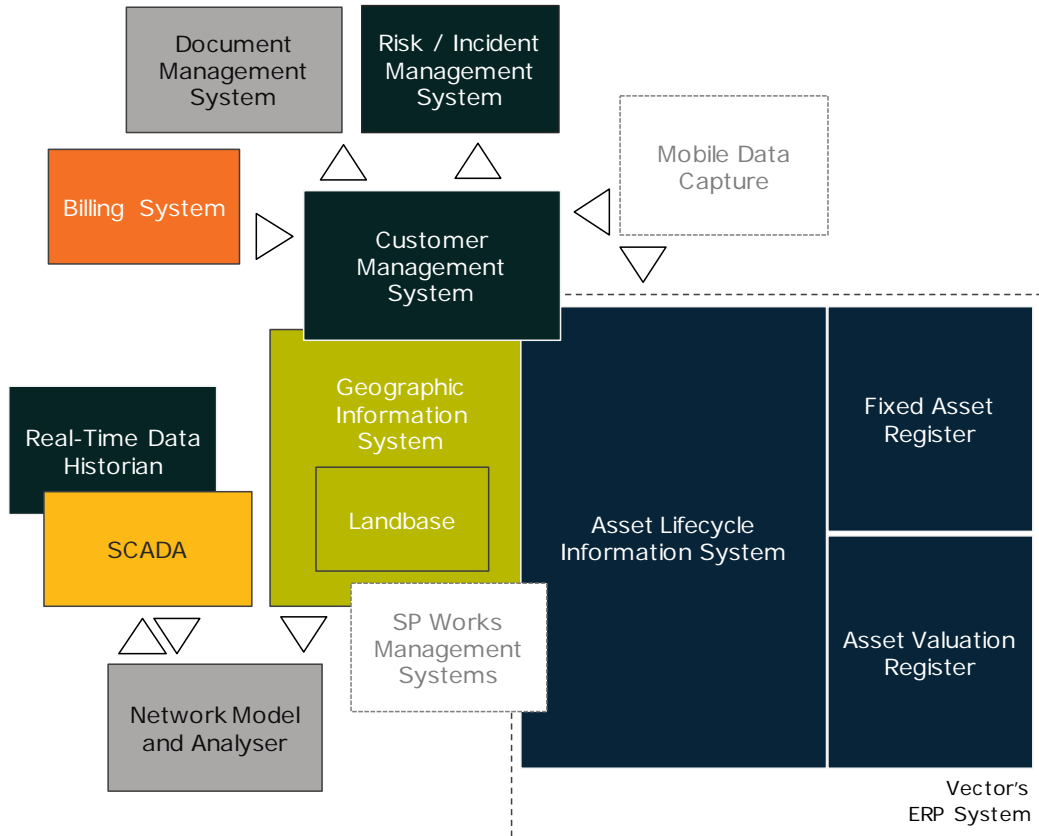 Document
Management
System
Risk / Incident
Management
System
Mobile Data
Capture
Billing System
Customer
Management
System
Geographic
Information
System
Fixed Asset
Register
Real-Time Data
Historian
Landbase
Asset Lifecycle
Information System
SCADA
SP Works
Management
Systems
Asset Valuation
Register
Network Model
and Analyser
Vector's
ERP System